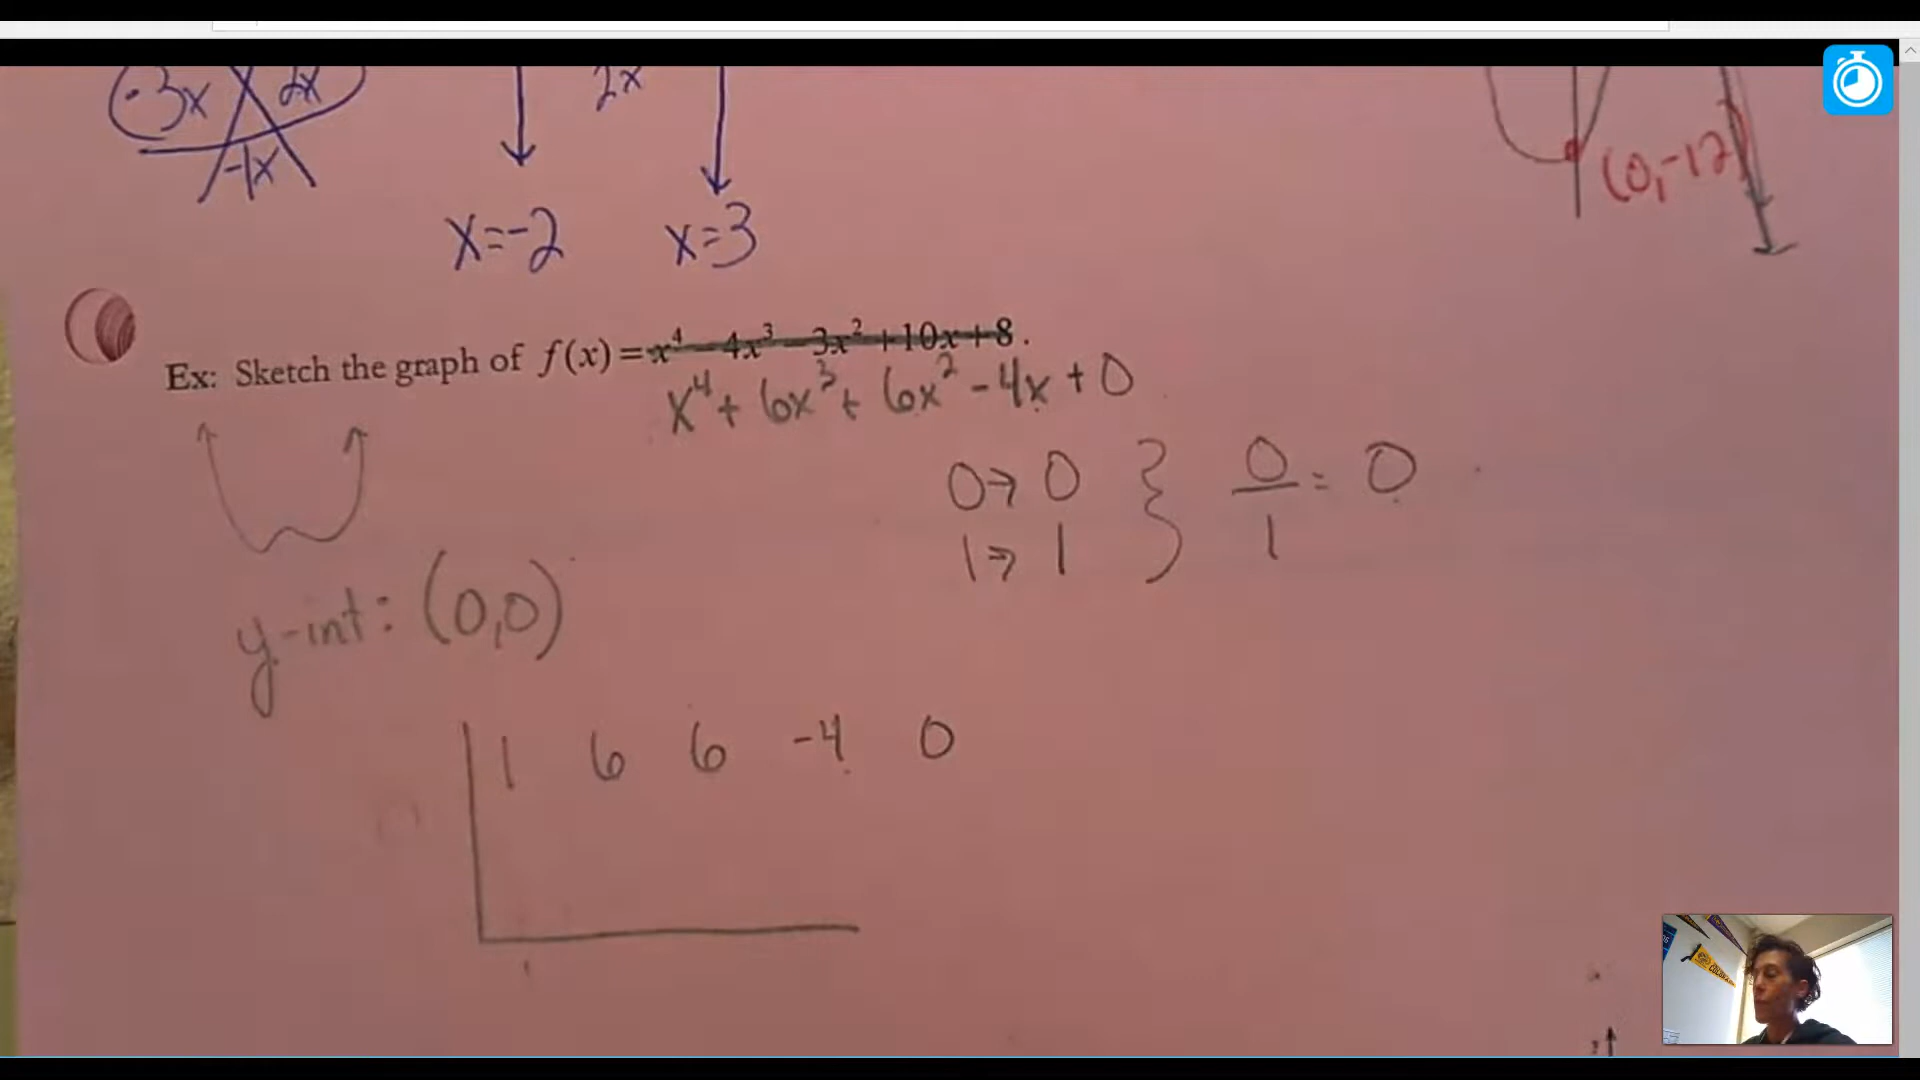 -3x 2x
-1x
2x
x=-2 x=3
(0,-12)
Ex: Sketch the graph of f(x)=x⁴-4x³-3x²+10x+8.
x⁴+6x³+6x²-4x+0
0→0 } 0/1=0
1→1
y-int: (0,0)
1 6 6 -4 0